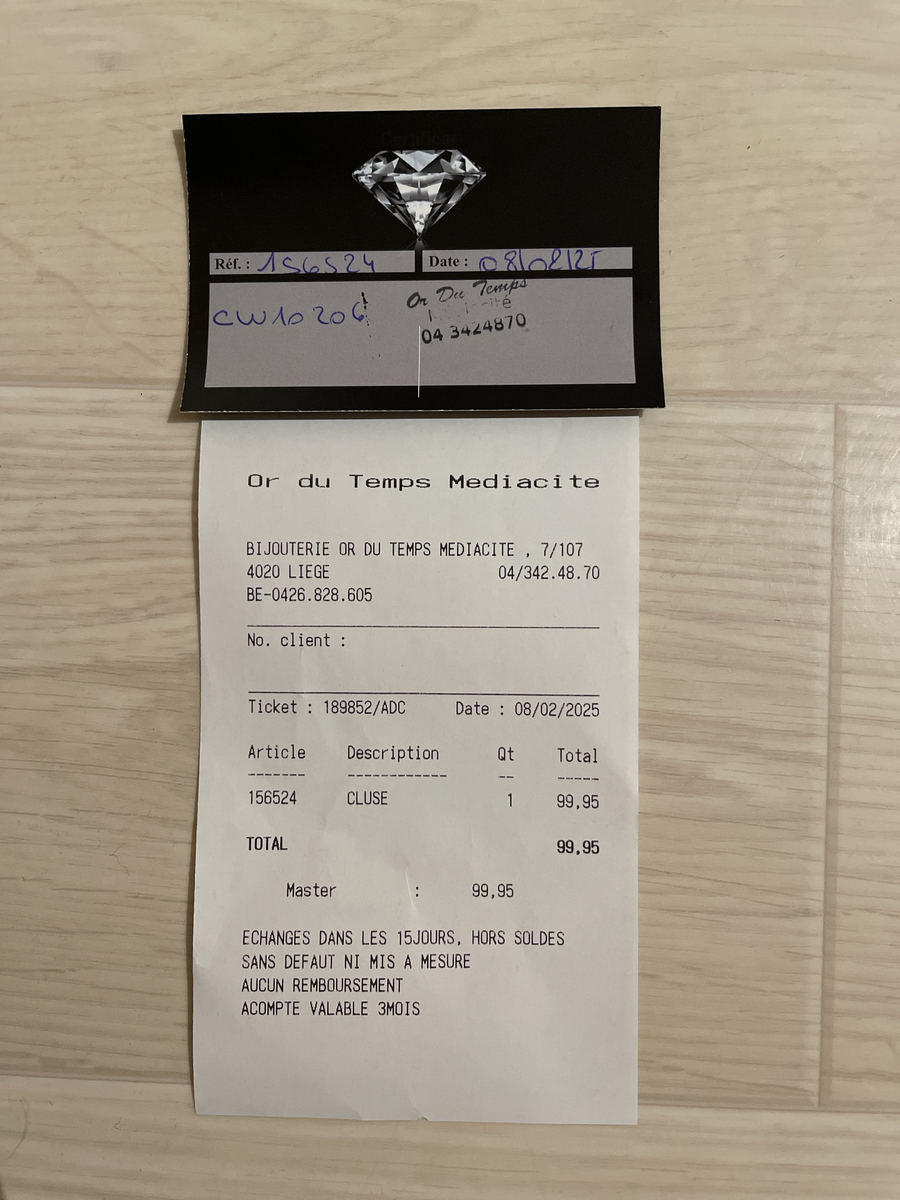 Réf. : 156524 Date : 08/02/25
CW10206
Or Du Temps
04 3424870
Or du Temps Mediacite
BIJOUTERIE OR DU TEMPS MEDIACITE , 7/107
4020 LIEGE 04/342.48.70
BE-0426.828.605
No. client :
Ticket : 189852/ADC Date : 08/02/2025
Article Description Qt Total
------- ------------ -- -----
156524 CLUSE 1 99,95
TOTAL 99,95
Master : 99,95
ECHANGES DANS LES 15JOURS, HORS SOLDES
SANS DEFAUT NI MIS A MESURE
AUCUN REMBOURSEMENT
ACOMPTE VALABLE 3MOIS